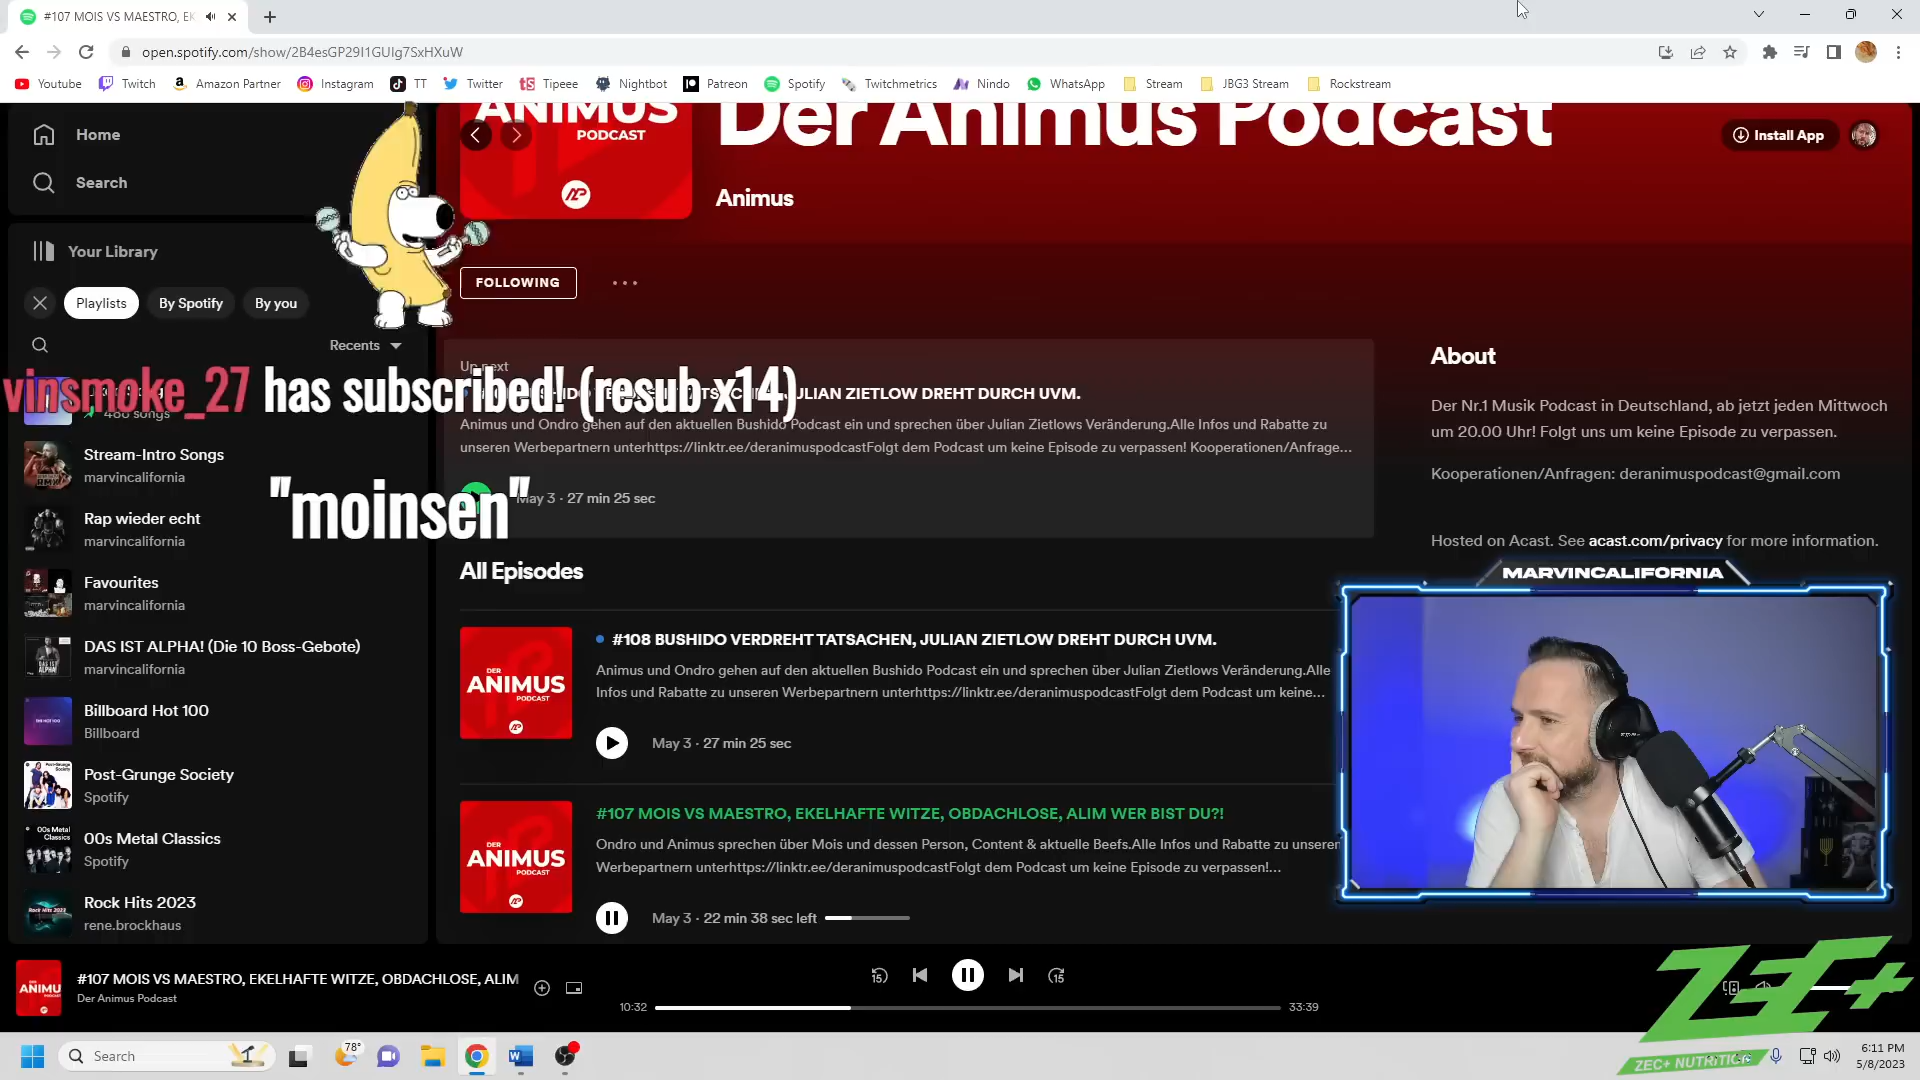 #107 MOIS VS MAESTRO, EK
open.spotify.com/show/2B4esGP29I1GUIg7SxHXuW
Youtube
Twitch
Amazon Partner
Instagram
TT
Twitter
Tipeee
Nightbot
Patreon
Spotify
Twitchmetrics
Nindo
WhatsApp
Stream
JBG3 Stream
Rockstream
Home
Search
Your Library
Playlists
By Spotify
By you
Recents
488 songs
Stream-Intro Songs
marvincalifornia
Rap wieder echt
marvincalifornia
Favourites
marvincalifornia
DAS IST ALPHA! (Die 10 Boss-Gebote)
marvincalifornia
Billboard Hot 100
Billboard
Post-Grunge Society
Spotify
00s Metal Classics
Spotify
Rock Hits 2023
rene.brockhaus
ANIMUS
PODCAST
Der Animus Podcast
Install App
Animus
FOLLOWING
vinsmoke_27 has subscribed! (resub x14)
"moinsen"
Up next
JULIAN ZIETLOW DREHT DURCH UVM.
Animus und Ondro gehen auf den aktuellen Bushido Podcast ein und sprechen über Julian Zietlows Veränderung.Alle Infos und Rabatte zu
unseren Werbepartnern unterhttps://linktr.ee/deranimuspodcastFolgt dem Podcast um keine Episode zu verpassen! Kooperationen/Anfrage...
May 3 · 27 min 25 sec
About
Der Nr.1 Musik Podcast in Deutschland, ab jetzt jeden Mittwoch
um 20.00 Uhr! Folgt uns um keine Episode zu verpassen.
Kooperationen/Anfragen: deranimuspodcast@gmail.com
Hosted on Acast. See acast.com/privacy for more information.
MARVINCALIFORNIA
All Episodes
DER
ANIMUS
PODCAST
#108 BUSHIDO VERDREHT TATSACHEN, JULIAN ZIETLOW DREHT DURCH UVM.
Animus und Ondro gehen auf den aktuellen Bushido Podcast ein und sprechen über Julian Zietlows Veränderung.Alle
Infos und Rabatte zu unseren Werbepartnern unterhttps://linktr.ee/deranimuspodcastFolgt dem Podcast um keine...
May 3 · 27 min 25 sec
DER
ANIMUS
PODCAST
#107 MOIS VS MAESTRO, EKELHAFTE WITZE, OBDACHLOSE, ALIM WER BIST DU?!
Ondro und Animus sprechen über Mois und dessen Person, Content & aktuelle Beefs.Alle Infos und Rabatte zu unseren
Werbepartnern unterhttps://linktr.ee/deranimuspodcastFolgt dem Podcast um keine Episode zu verpassen!...
May 3 · 22 min 38 sec left
ANIMU
#107 MOIS VS MAESTRO, EKELHAFTE WITZE, OBDACHLOSE, ALIM
Der Animus Podcast
15
15
10:32
33:39
ZEC+
ZEC+ NUTRITION
Search
78°
6:11 PM
5/8/2023